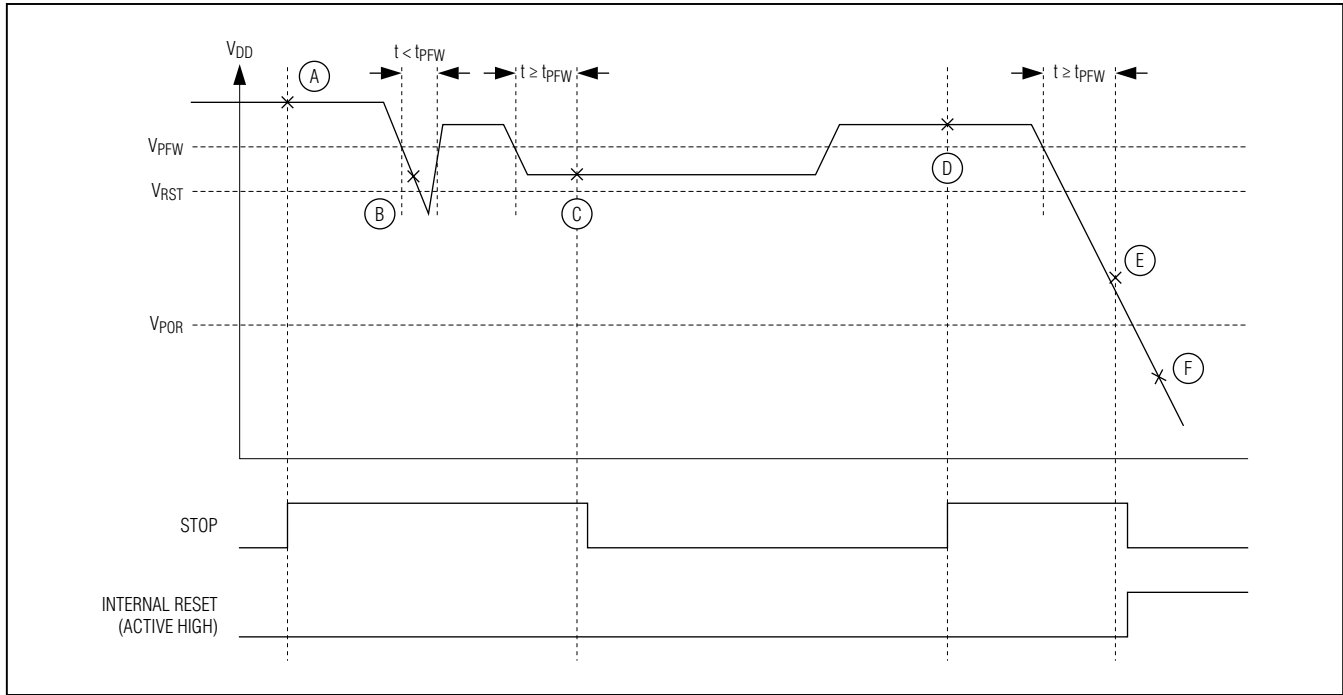 VDD
t < tPFW
t ≥ tPFW
t ≥ tPFW
A
VPFW
VRST
B
C
D
E
VPOR
F
STOP
INTERNAL RESET
(ACTIVE HIGH)